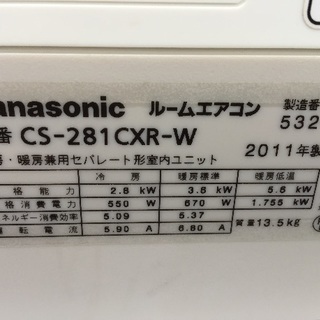 anasonic ルームエアコン 製造番
番 CS-281CXR-W 532
房・暖房兼用セパレート形室内ユニット 2011年製
冷房 暖房標準 暖房低温
格能力 2.8 kW 3.6 kW 5.6 kW
格消費電力 550 W 670 W 1.755 kW
ネルギー消費効率 5.09 5.37
運転電流 5.90 A 6.80 A 質量13.5kg